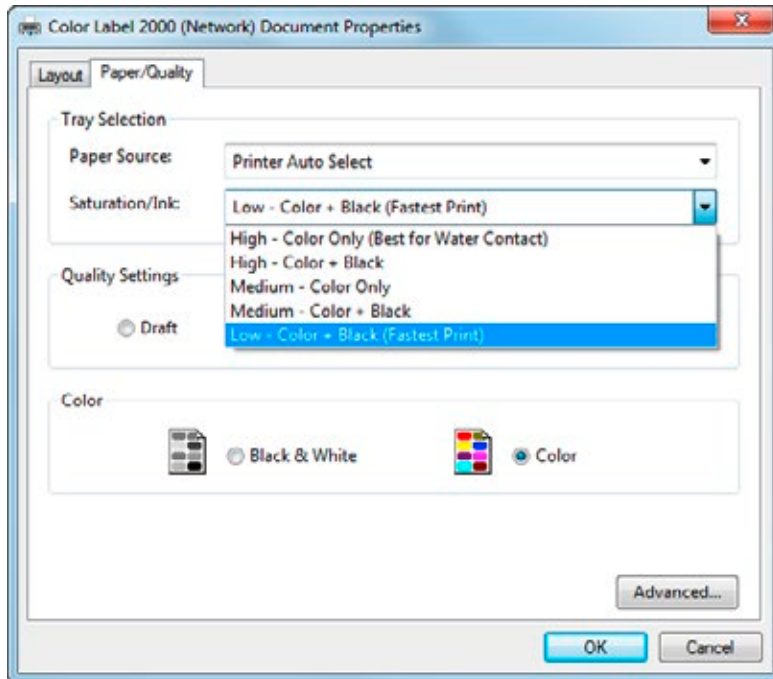 Color Label 2000 (Network) Document Properties
Layout
Paper/Quality
Tray Selection
Paper Source:
Printer Auto Select
Saturation/Ink:
Low - Color + Black (Fastest Print)
High - Color Only (Best for Water Contact)
High - Color + Black
Medium - Color Only
Medium - Color + Black
Low - Color + Black (Fastest Print)
Quality Settings
Draft
Color
Black & White
Color
Advanced...
OK
Cancel